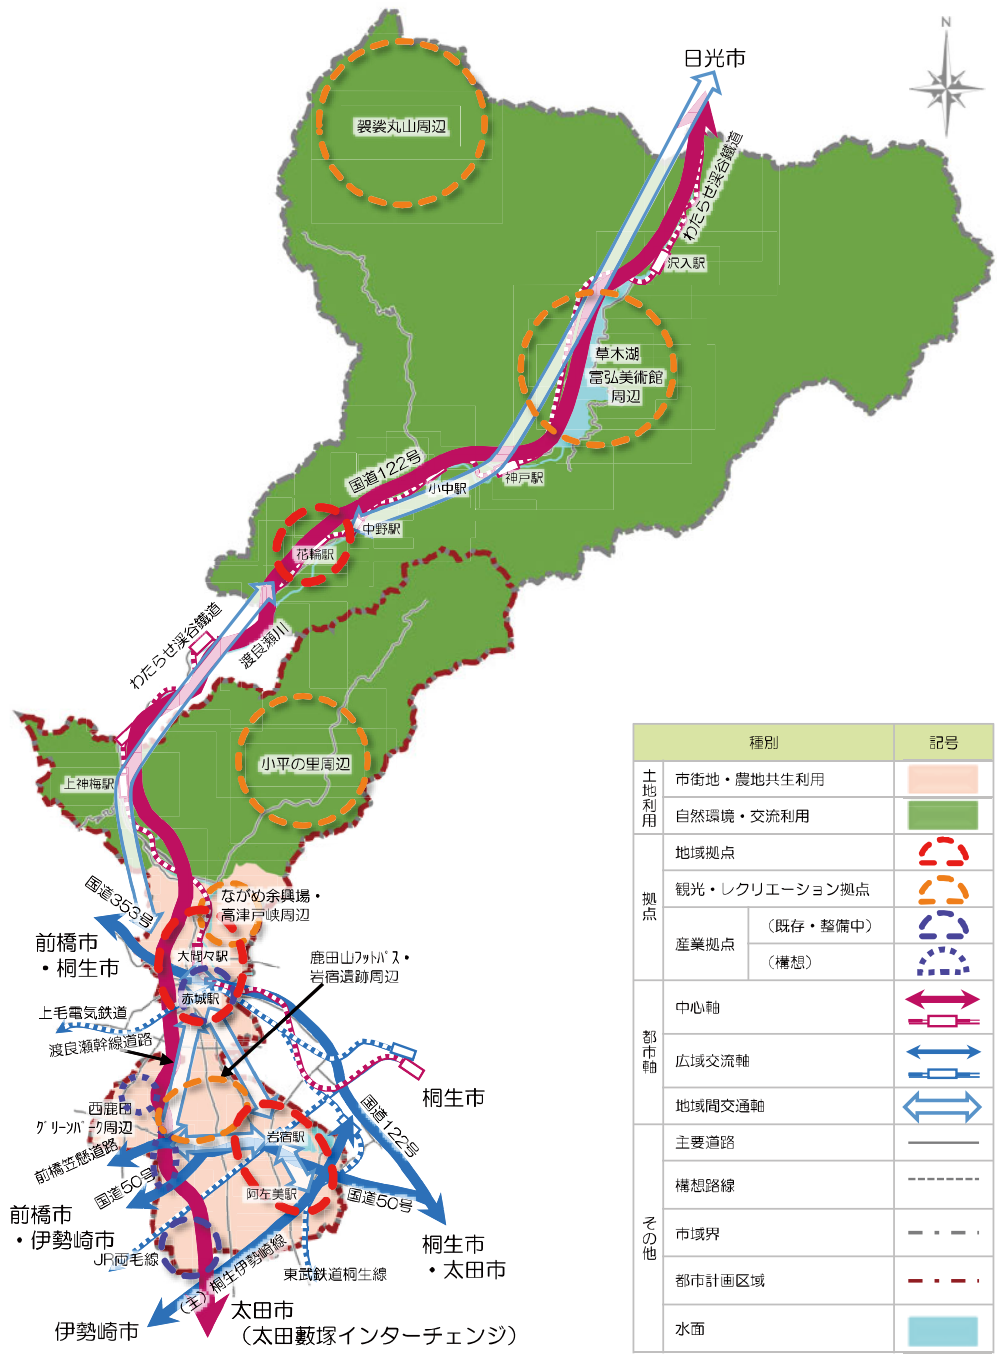 N
日光市
袈裟丸山周辺
わたらせ渓谷鐵道
沢入駅
草木湖
富弘美術館
周辺
国道122号
小中駅
神戸駅
中野駅
花輪駅
わたらせ渓谷鐵道
渡良瀬川
小平の里周辺
上神梅駅
国道353号
ながめ余興場・
高津戸峡周辺
前橋市
・桐生市
大間々駅
鹿田山フットパス・
岩宿遺跡周辺
赤城駅
上毛電気鉄道
渡良瀬幹線道路
桐生市
西鹿田
グリーンパーク周辺
国道122号
岩宿駅
前橋笠懸道路
国道50号
阿左美駅
国道50号
前橋市
・伊勢崎市
桐生市
・太田市
JR両毛線
(主)桐生伊勢崎線
東武鉄道桐生線
伊勢崎市
太田市
(太田藪塚インターチェンジ)
種別
記号
土地利用
市街地・農地共生利用
自然環境・交流利用
拠点
地域拠点
観光・レクリエーション拠点
産業拠点
(既存・整備中)
(構想)
都市軸
中心軸
広域交流軸
地域間交通軸
その他
主要道路
構想路線
市域界
都市計画区域
水面